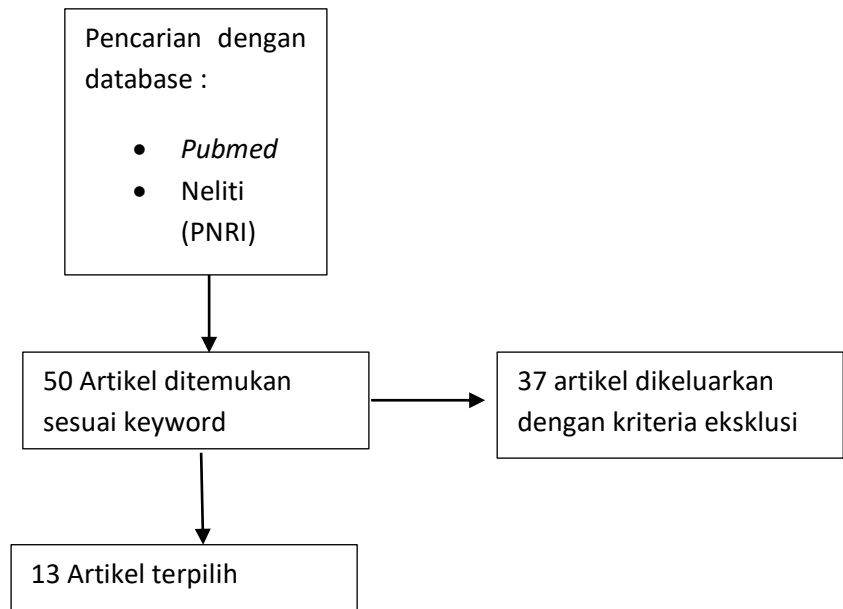 Pencarian dengan
database :
• Pubmed
• Neliti
(PNRI)
50 Artikel ditemukan
sesuai keyword
37 artikel dikeluarkan
dengan kriteria eksklusi
13 Artikel terpilih